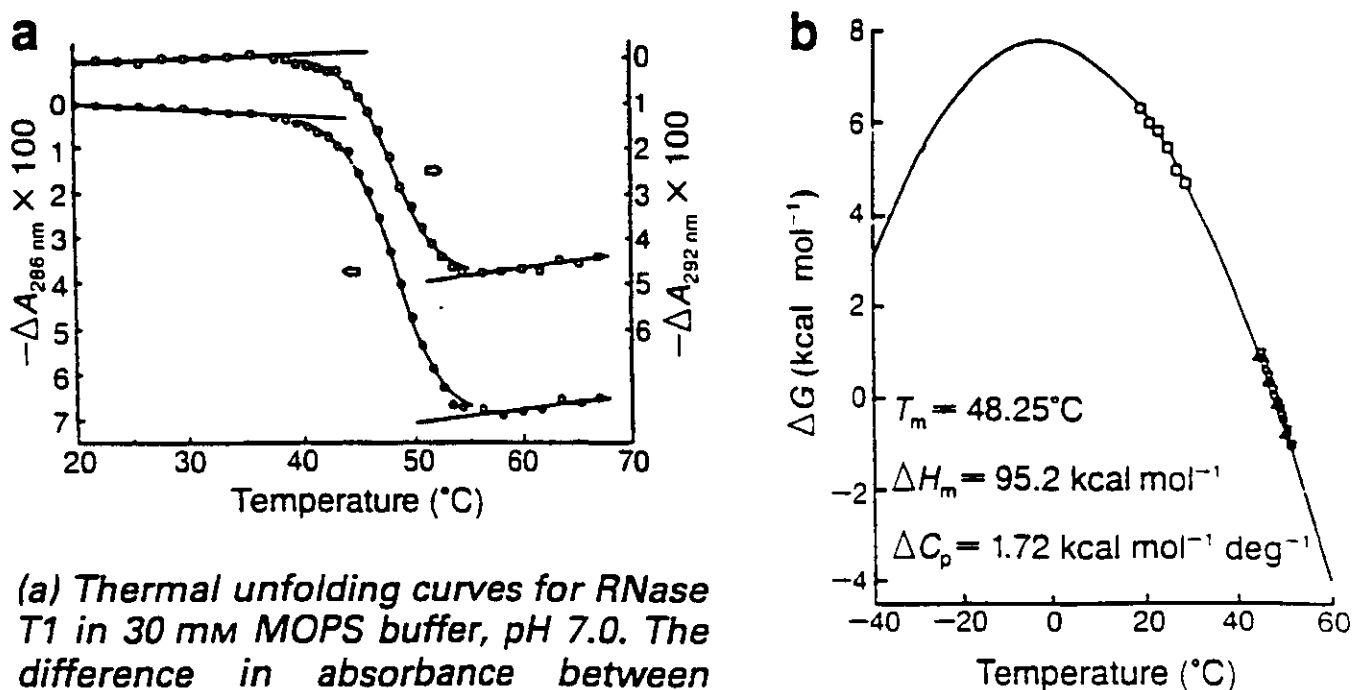 a
0
1
2
3
4
5
6
7
−ΔA286 nm × 100
0
1
2
3
4
5
6
−ΔA292 nm × 100
20 30 40 50 60 70
Temperature (°C)
(a) Thermal unfolding curves for RNase
T1 in 30 mM MOPS buffer, pH 7.0. The
difference in absorbance between
b
8
6
4
2
0
−2
−4
ΔG (kcal mol⁻¹)
Tm = 48.25°C
ΔHm = 95.2 kcal mol⁻¹
ΔCp = 1.72 kcal mol⁻¹ deg⁻¹
−40 −20 0 20 40 60
Temperature (°C)